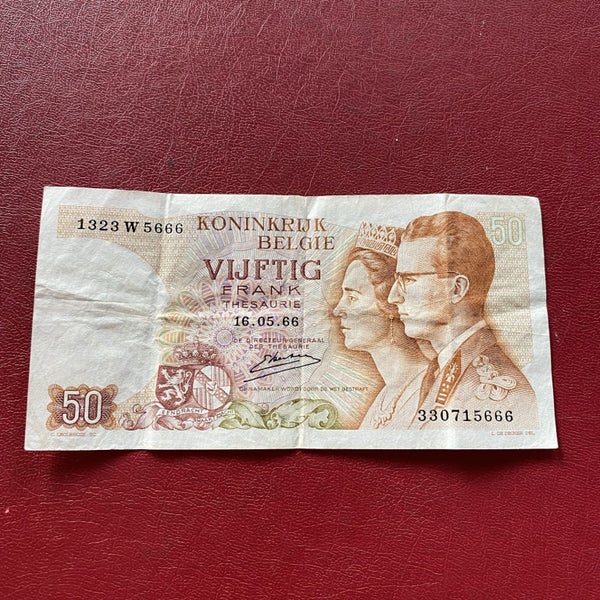 1323 W 5666
KONINKRIJK
BELGIE
50
VIJFTIG
FRANK
THESAURIE
16.05.66
DE DIRECTEUR-GENERAAL
DER THESAURIE
DE NAMAKER WORDT DOOR DE WET GESTRAFT
EENDRACHT
50
330715666